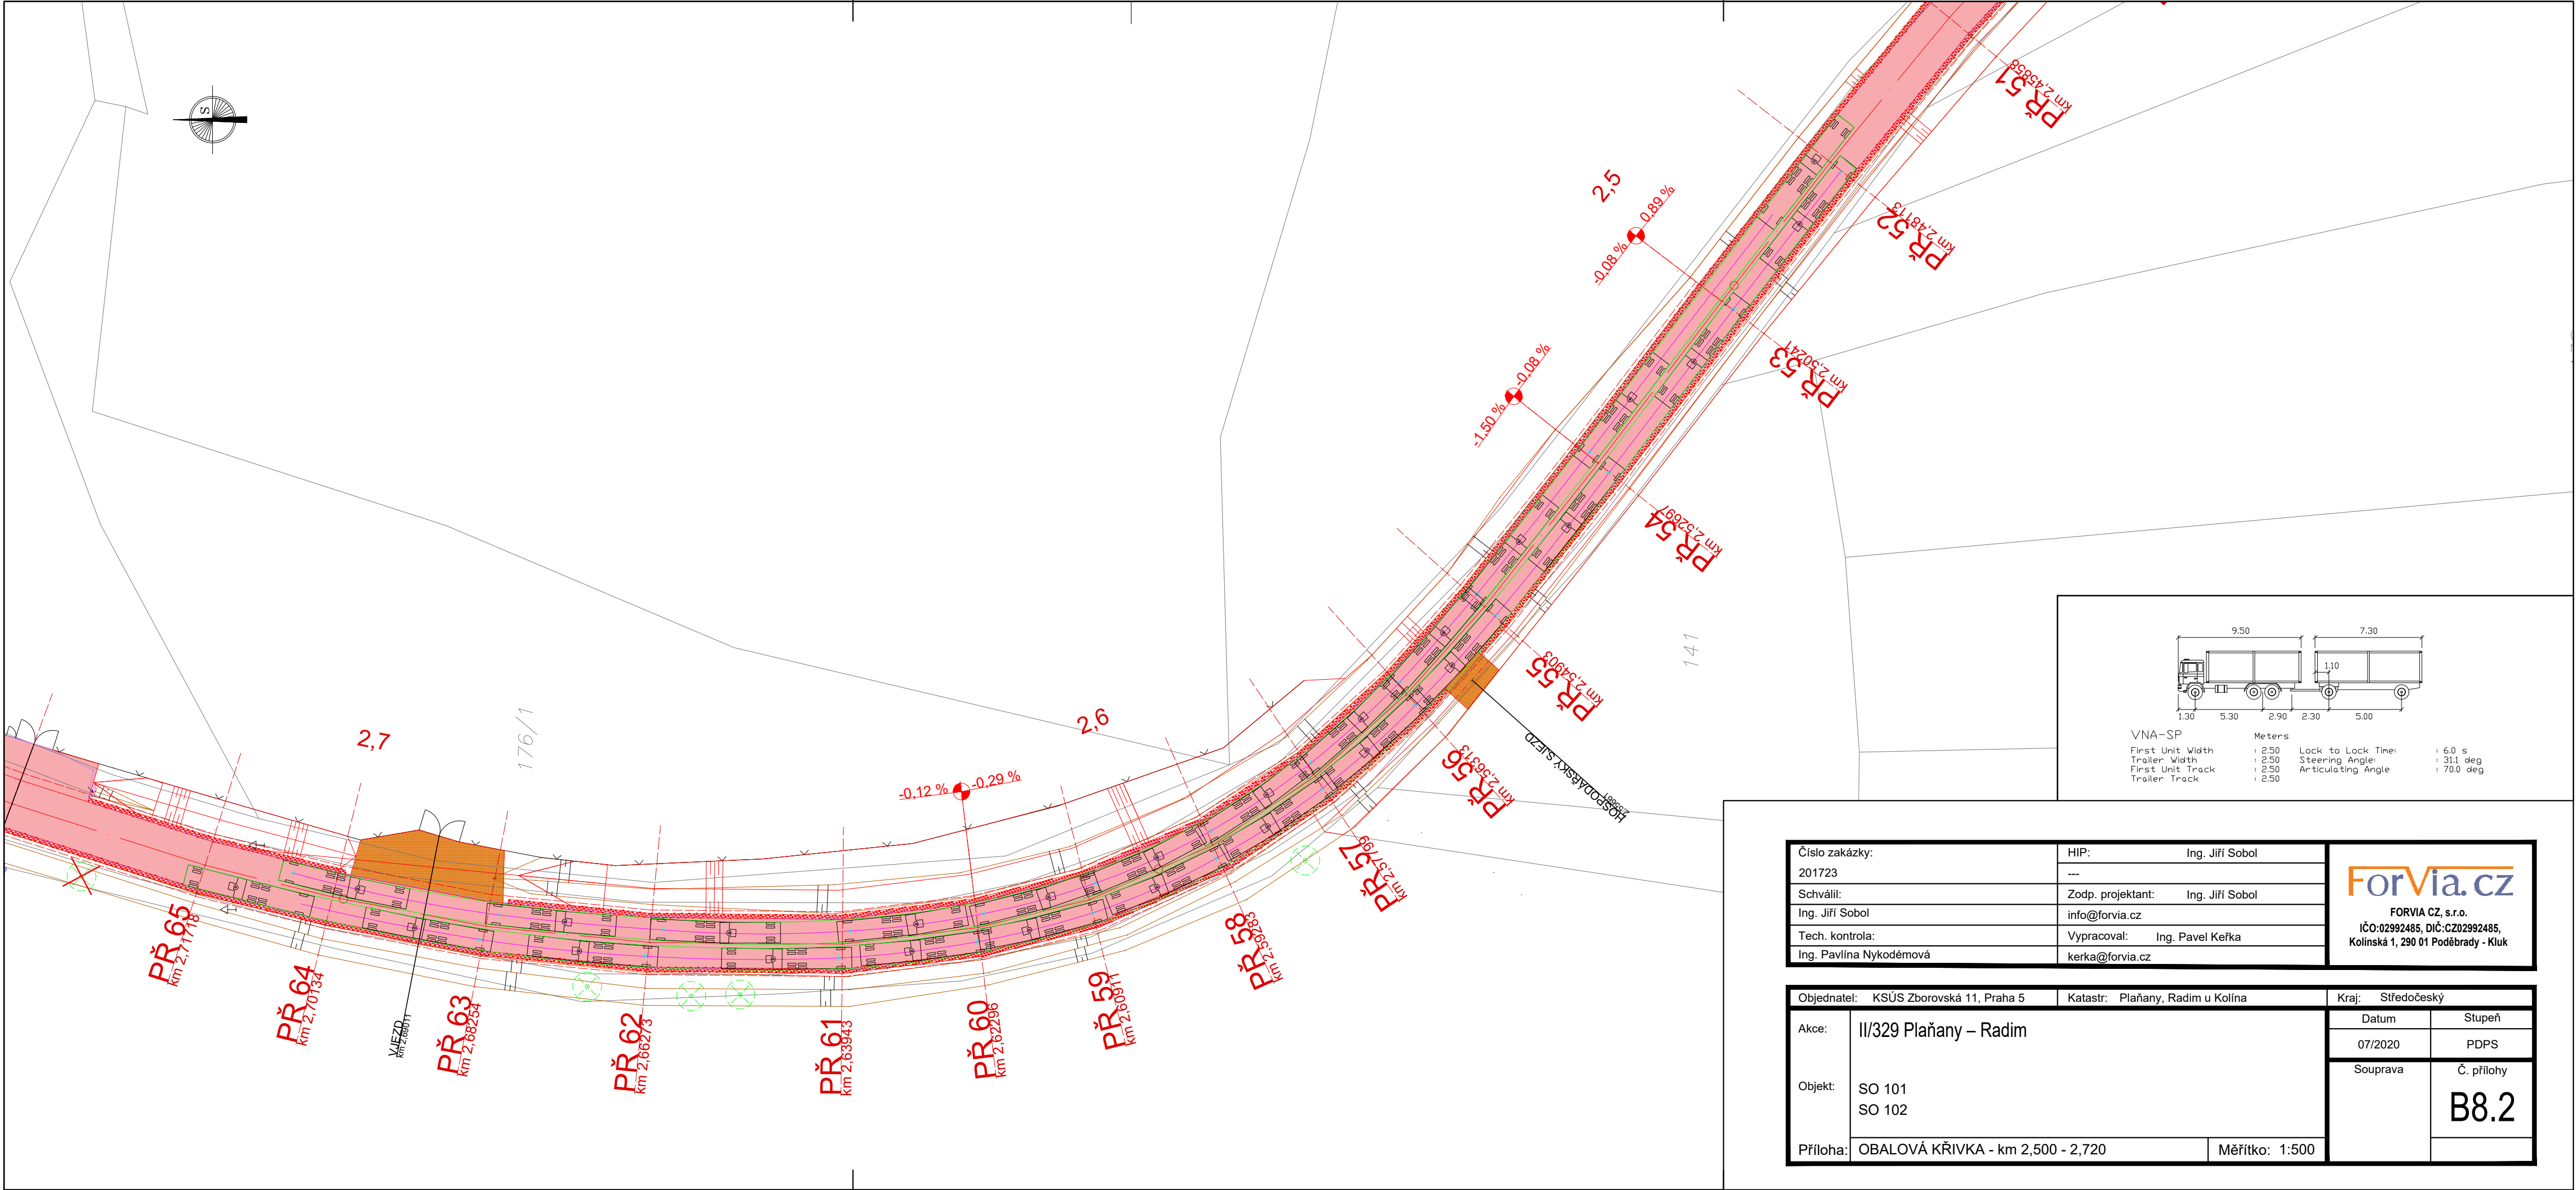 S
2,5
0,89 %
-0,08 %
-0,08 %
-1,50 %
PŘ 51
km 2,45858
PŘ 52
km 2,48113
PŘ 53
km 2,50241
PŘ 54
km 2,52697
PŘ 55
km 2,54903
PŘ 56
km 2,56313
141
HOSPODÁŘSKÝ SJEZD
PŘ 57
km 2,57799
PŘ 58
km 2,59283
PŘ 59
km 2,60911
PŘ 60
km 2,62296
PŘ 61
km 2,63943
PŘ 62
km 2,66273
PŘ 63
km 2,68254
VJEZD
km 2,69011
PŘ 64
km 2,70134
PŘ 65
km 2,71718
2,6
2,7
176/1
-0,12 %
-0,29 %
9.50
7.30
1.10
1.30
5.30
2.90
2.30
5.00
VNA-SP
Meters
First Unit Width : 2.50 Lock to Lock Time : 6.0 s
Trailer Width : 2.50 Steering Angle : 31.1 deg
First Unit Track : 2.50 Articulating Angle : 70.0 deg
Trailer Track : 2.50
Číslo zakázky:
201723
Schválil:
Ing. Jiří Sobol
Tech. kontrola:
Ing. Pavlína Nykodémová
HIP: Ing. Jiří Sobol
---
Zodp. projektant: Ing. Jiří Sobol
info@forvia.cz
Vypracoval: Ing. Pavel Keřka
kerka@forvia.cz
ForVia.cz
FORVIA CZ, s.r.o.
IČO:02992485, DIČ:CZ02992485,
Kolínská 1, 290 01 Poděbrady - Kluk
Objednatel: KSÚS Zborovská 11, Praha 5
Katastr: Plaňany, Radim u Kolína
Kraj: Středočeský
Akce: II/329 Plaňany – Radim
Datum
Stupeň
07/2020
PDPS
Objekt: SO 101
SO 102
Souprava
Č. přílohy
B8.2
Příloha: OBALOVÁ KŘIVKA - km 2,500 - 2,720
Měřítko: 1:500